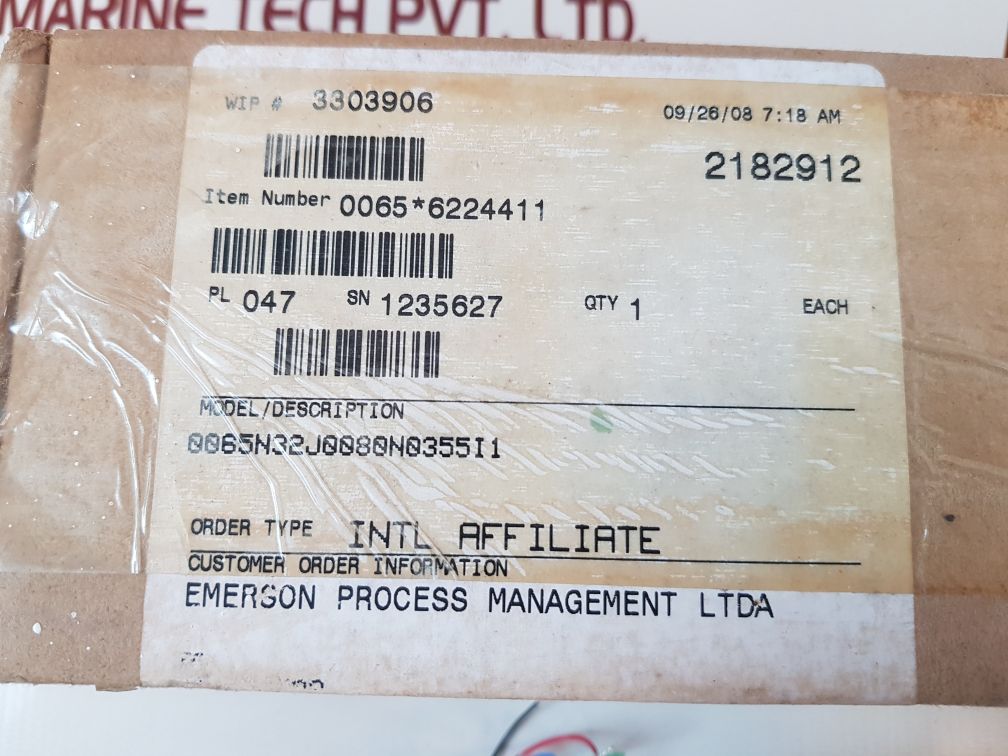 MARINE TECH PVT. LTD.
WIP # 3303906
09/26/08 7:18 AM
2182912
Item Number 0065*6224411
PL 047 SN 1235627 QTY 1 EACH
MODEL/DESCRIPTION
0065N32J0080N0355I1
ORDER TYPE INTL AFFILIATE
CUSTOMER ORDER INFORMATION
EMERSON PROCESS MANAGEMENT LTDA